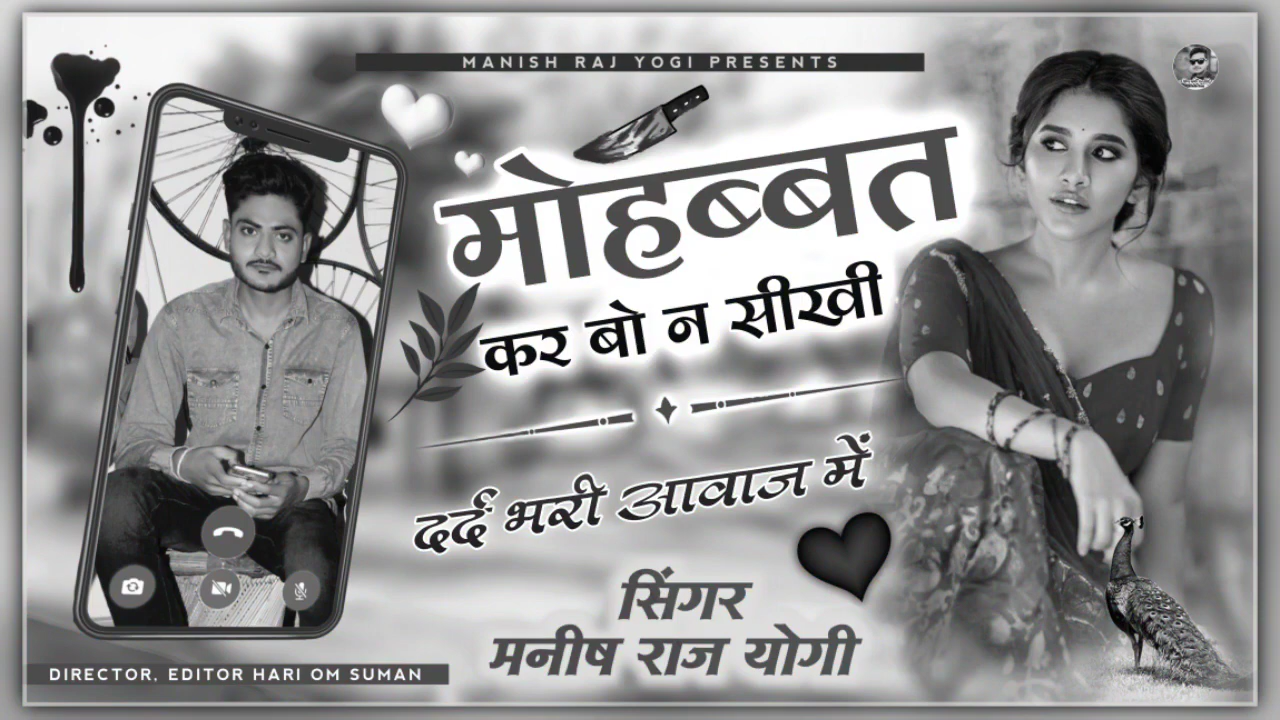 MANISH RAJ YOGI PRESENTS
मोहब्बत
कर बो न सीखी
दर्द भरी आवाज में
सिंगर
मनीष राज योगी
DIRECTOR, EDITOR HARI OM SUMAN